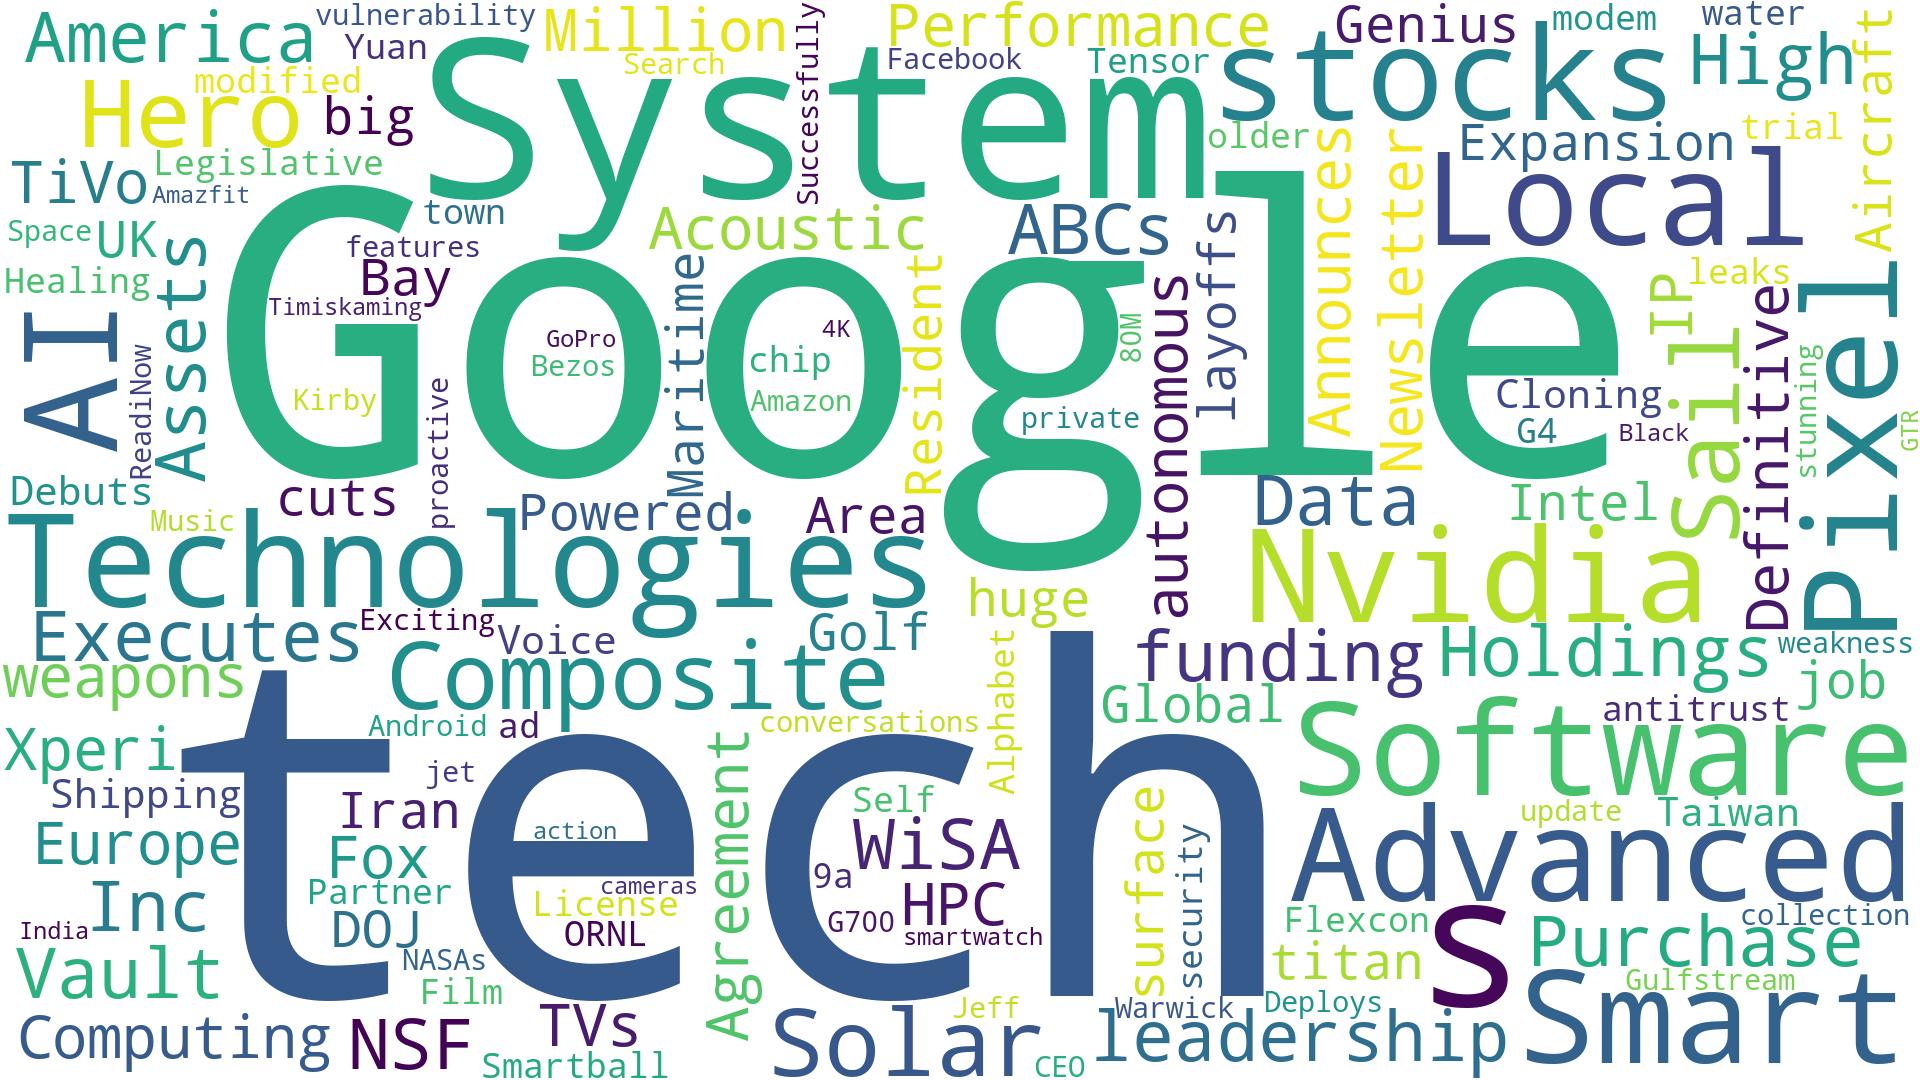 America
vulnerability
Yuan
Million
Search
Successfully
Performance
Facebook
Tensor
Genius
modem
water
High
Aircraft
Hero
modified
big
System
stocks
older
Expansion
trial
TiVo
Legislative
Amazfit
town
Acoustic
ABCs
layoffs
Announces
Newsletter
Local
Space
UK
features
Bay
Healing
Assets
Timiskaming
Google
GoPro
Bezos
4K
chip
Amazon
Kirby
Maritime
Resident
80M
private
autonomous
IP
leaks
Definitive
Pixel
AI
ReadiNow
proactive
Cloning
G4
Black
Sail
stunning
GTR
Debuts
Music
cuts
Powered
Area
Data
Intel
Technologies
huge
Nvidia
Executes
Exciting
Voice
Golf
weapons
Composite
Alphabet
funding
Holdings
weakness
job
Xperi
Android
ad
conversations
Global
antitrust
Software
tech
Shipping
jet
Iran
Agreement
Self
WiSA
surface
security
update
Taiwan
Europe
Fox
action
9a
Advanced
Inc
Partner
cameras
License
HPC
G700
smartwatch
India
DOJ
ORNL
Flexcon
s
collection
Purchase
Vault
NASAs
Film
titan
Gulfstream
Smart
Computing
NSF
TVs
Smartball
Solar
Jeff
CEO
Warwick
Deploys
leadership